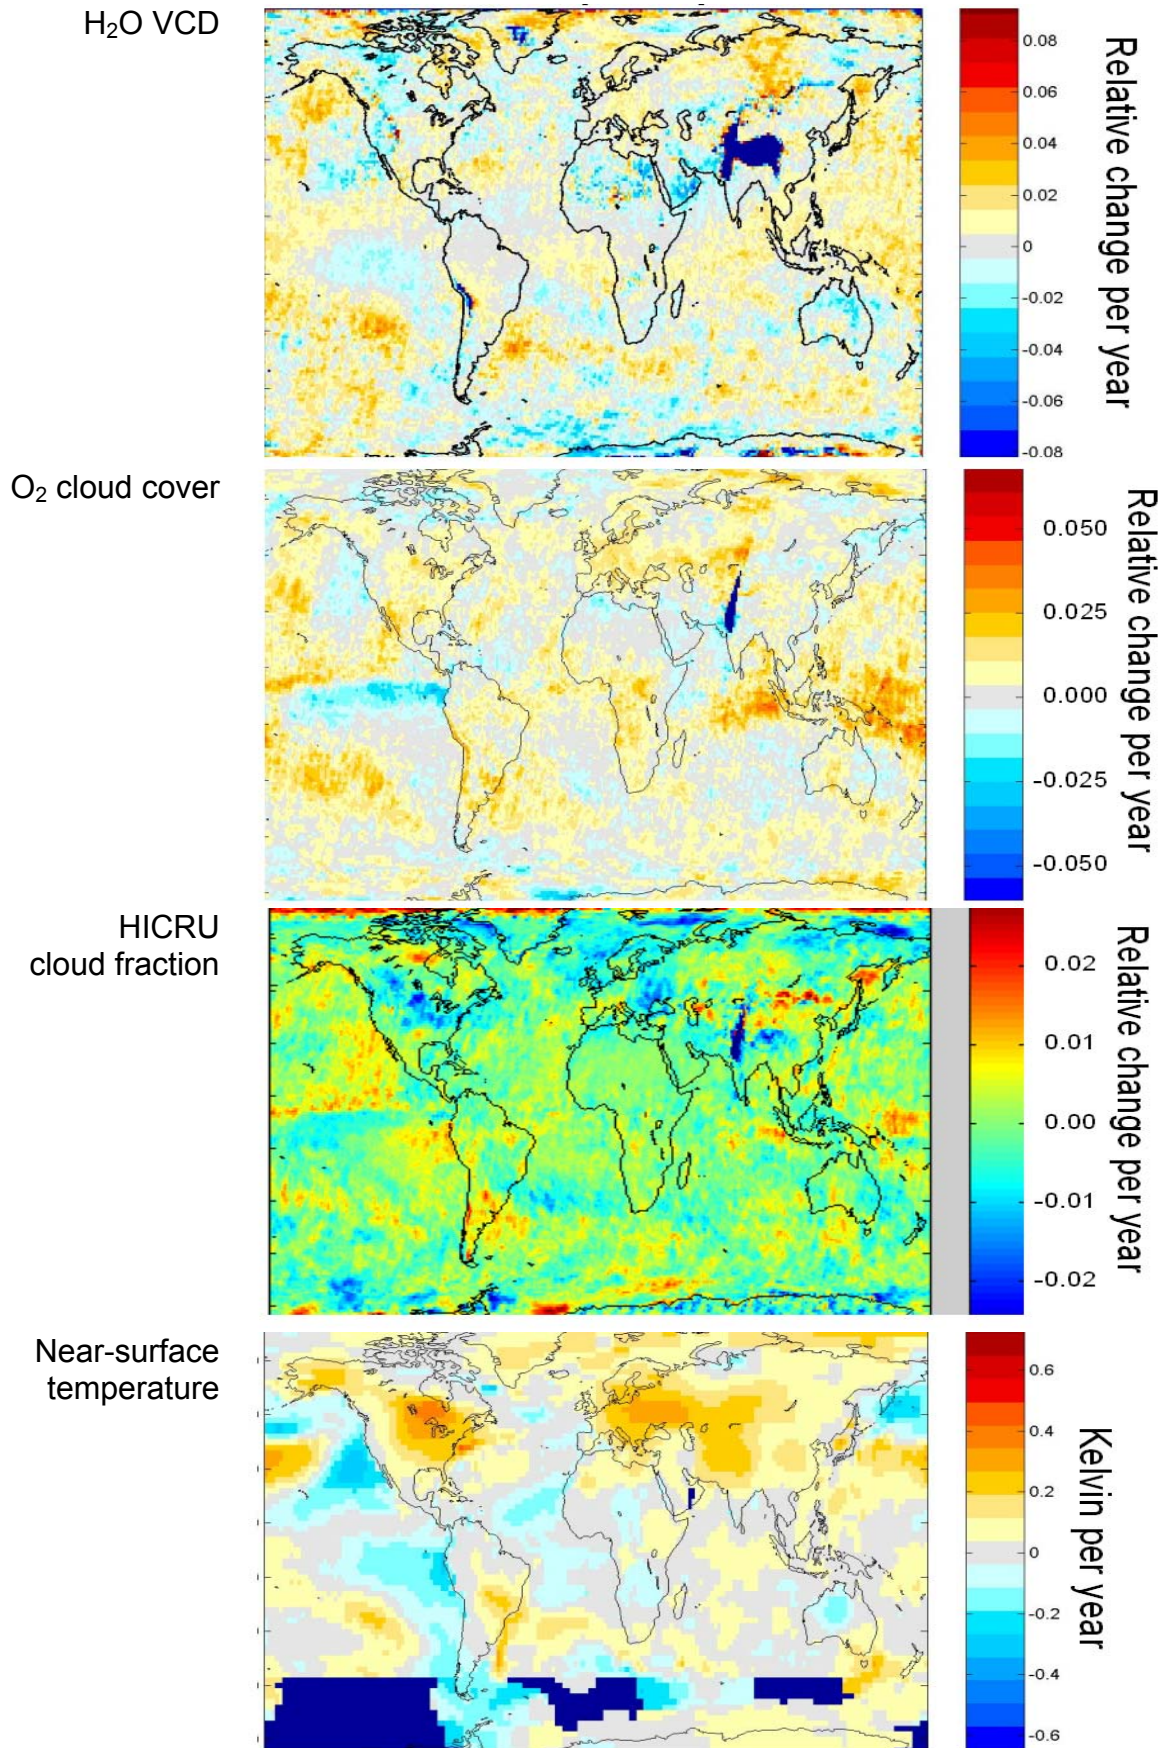 H₂O VCD
0.08
0.06
0.04
0.02
0
-0.02
-0.04
-0.06
-0.08
Relative change per year
O₂ cloud cover
0.050
0.025
0.000
-0.025
-0.050
Relative change per year
HICRU
cloud fraction
0.02
0.01
0.00
-0.01
-0.02
Relative change per year
Near-surface
temperature
0.6
0.4
0.2
0
-0.2
-0.4
-0.6
Kelvin per year